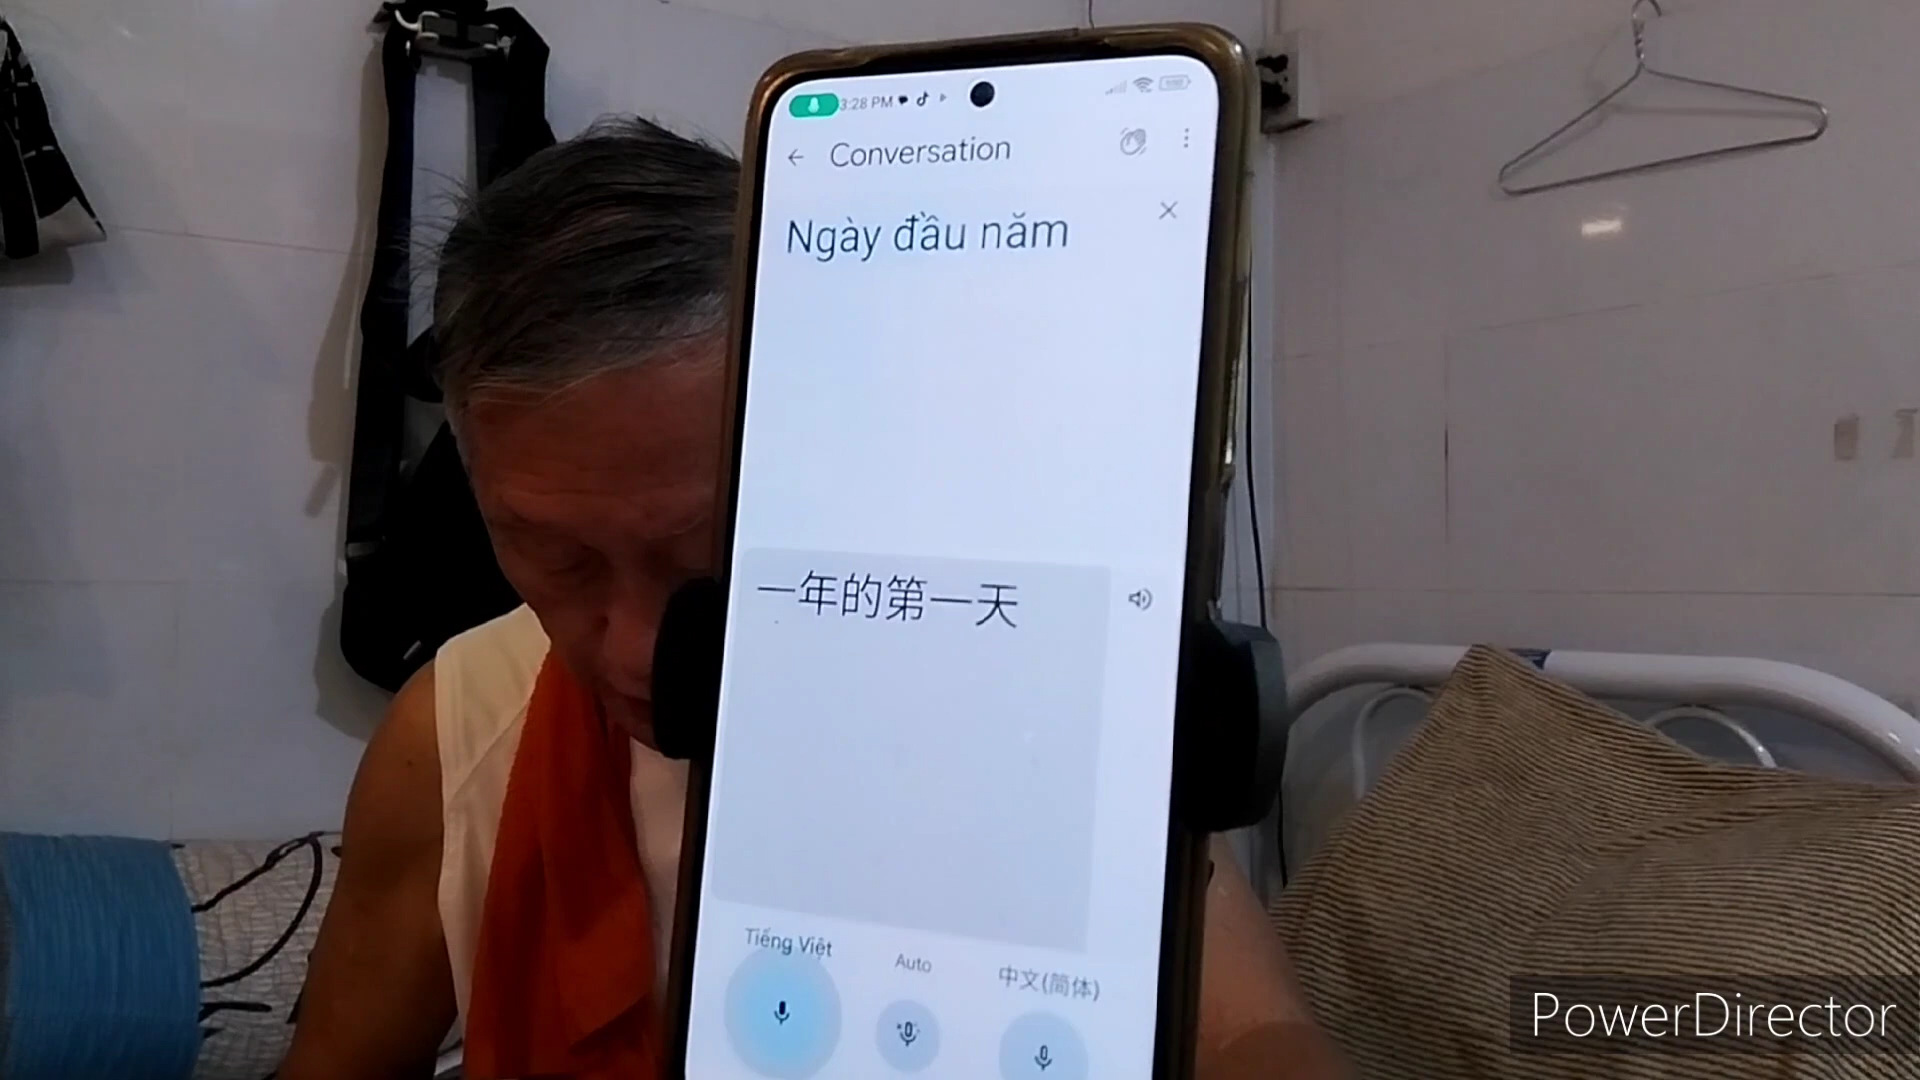 3:28 PM
Conversation
Ngày đầu năm
一年的第一天
Tiếng Việt
Auto
中文(简体)
PowerDirector